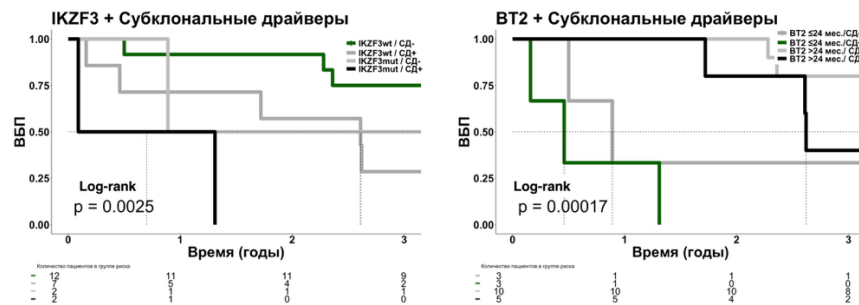 IKZF3 + Субклональные драйверы
ВБП
1.00
0.75
0.50
0.25
0.00
IKZF3wt / СД-
IKZF3wt / СД+
IKZF3mut / СД-
IKZF3mut / СД+
Log-rank
p = 0.0025
0 1 2 3
Время (годы)
Количество пациентов в группе риска
12 11 11 9
7 5 4 2
2 1 1 1
2 1 0 0
BT2 + Субклональные драйверы
ВБП
1.00
0.75
0.50
0.25
0.00
BT2 ≤24 мес./СД-
BT2 ≤24 мес./ СД
BT2 >24 мес./ СД
BT2 >24 мес./ СД
Log-rank
p = 0.00017
0 1 2 3
Время (годы)
Количество пациентов в группе риска
3 1 1 1
3 1 0 0
10 10 10 8
5 5 4 2